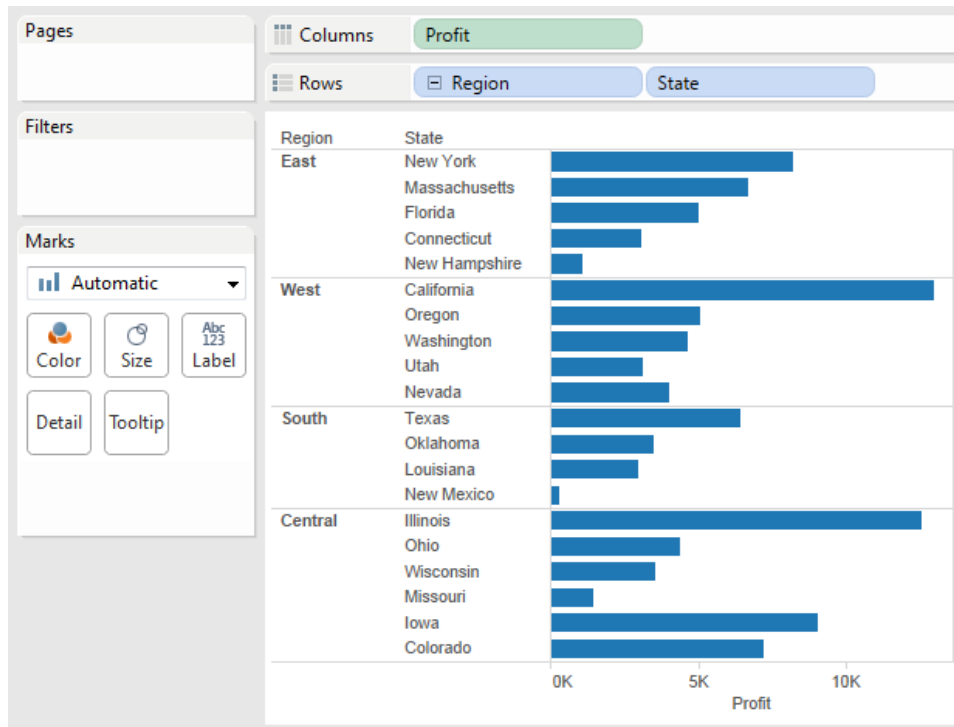 Pages
Filters
Marks
Automatic
Color
Size
Abc
123
Label
Detail
Tooltip
Columns
Profit
Rows
Region
State
Region State
East New York
Massachusetts
Florida
Connecticut
New Hampshire
West California
Oregon
Washington
Utah
Nevada
South Texas
Oklahoma
Louisiana
New Mexico
Central Illinois
Ohio
Wisconsin
Missouri
Iowa
Colorado
0K 5K 10K
Profit